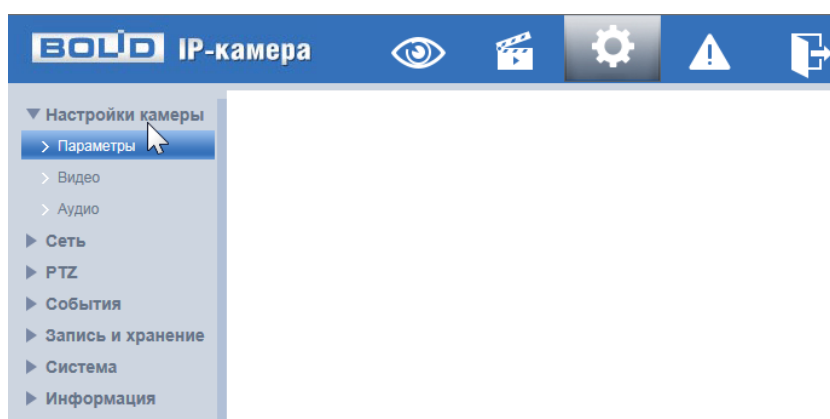 BOLID IP-камера
Настройки камеры
Параметры
Видео
Аудио
Сеть
PTZ
События
Запись и хранение
Система
Информация